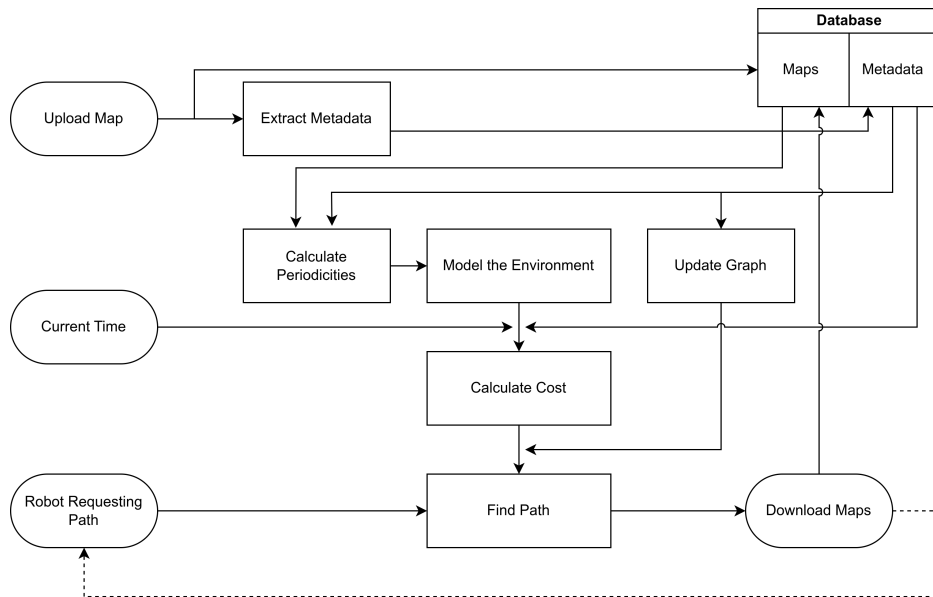 Database
Maps
Metadata
Upload Map
Extract Metadata
Calculate
Periodicities
Model the Environment
Update Graph
Current Time
Calculate Cost
Robot Requesting
Path
Find Path
Download Maps